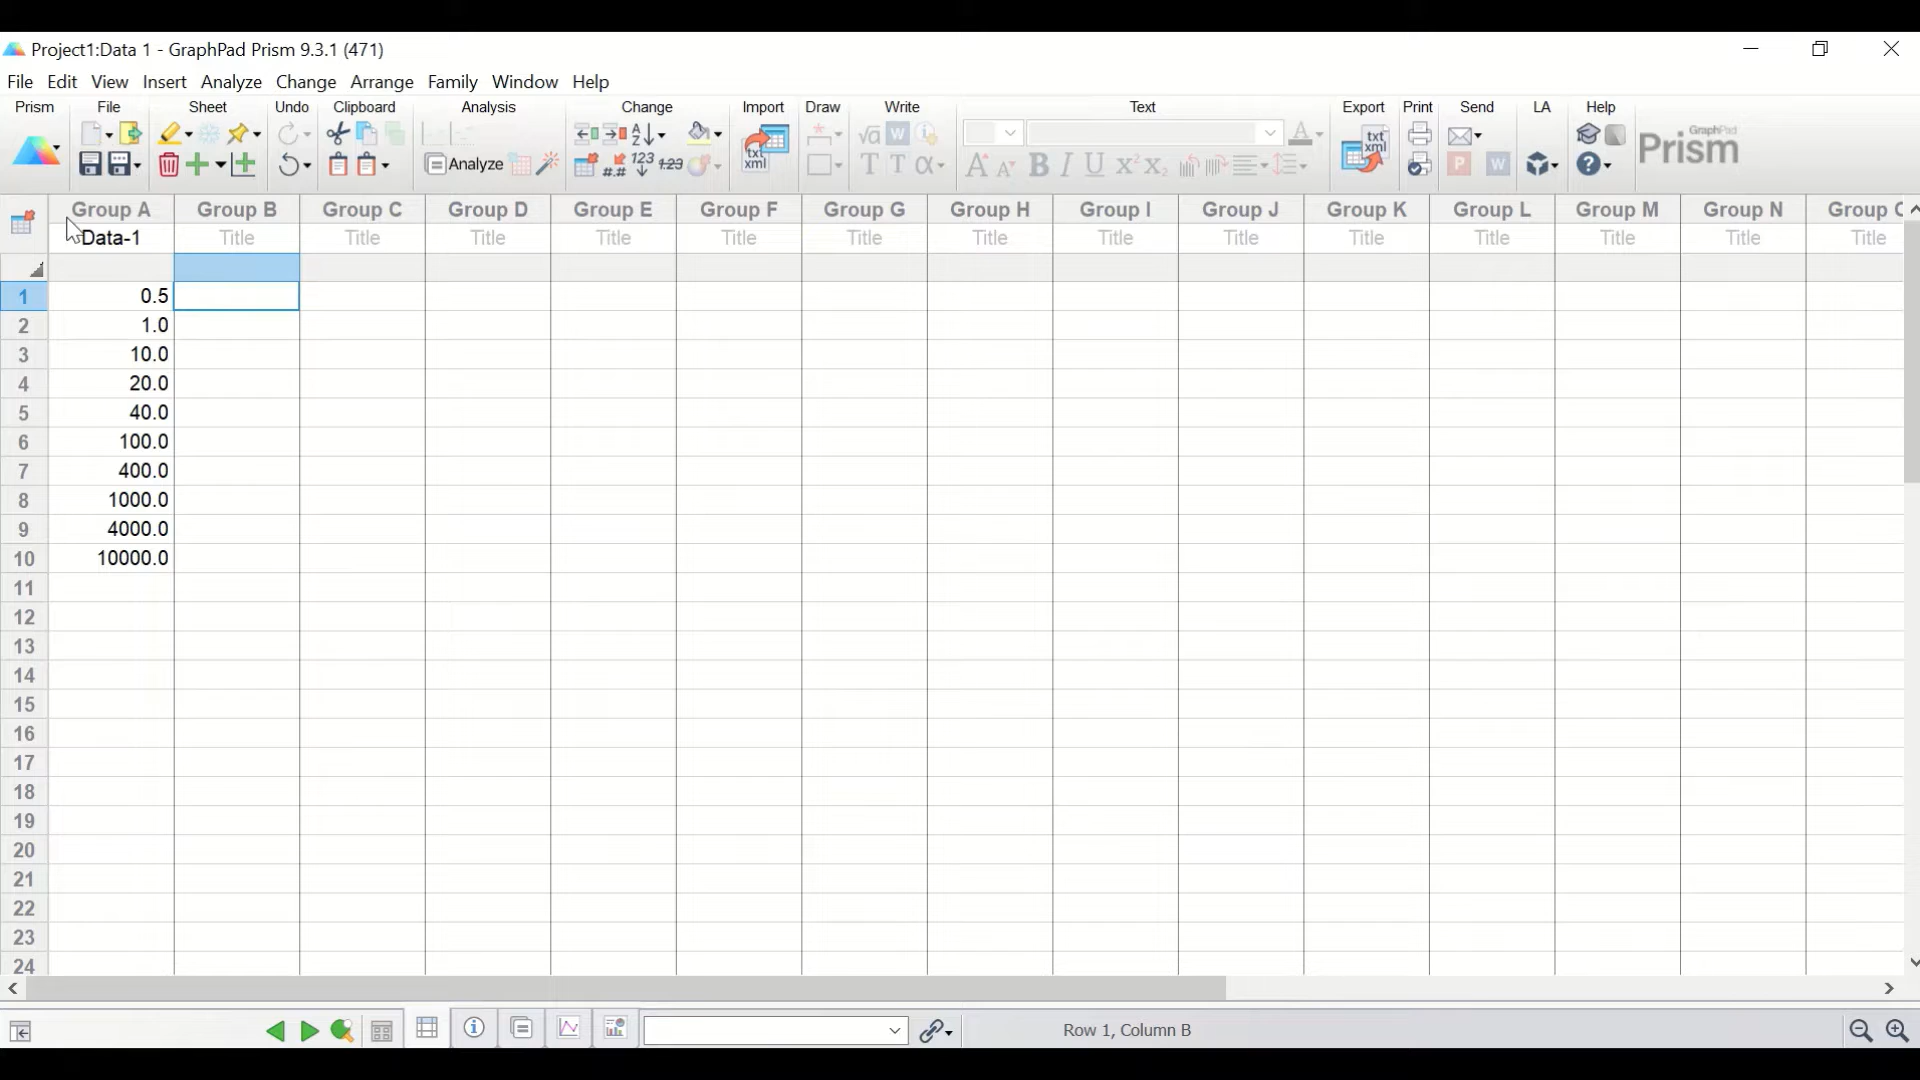 Project1:Data 1 - GraphPad Prism 9.3.1 (471)
File Edit View Insert Analyze Change Arrange Family Window Help
Prism File Sheet Undo Clipboard Analysis Change Import Draw Write Text Export Print Send LA Help
Analyze
txt
xml
txt
xml
GraphPad
Prism
Group A Group B Group C Group D Group E Group F Group G Group H Group I Group J Group K Group L Group M Group N Group
Data-1 Title Title Title Title Title Title Title Title Title Title Title Title Title Title
1 0.5
2 1.0
3 10.0
4 20.0
5 40.0
6 100.0
7 400.0
8 1000.0
9 4000.0
10 10000.0
11
12
13
14
15
16
17
18
19
20
21
22
23
24
Row 1, Column B